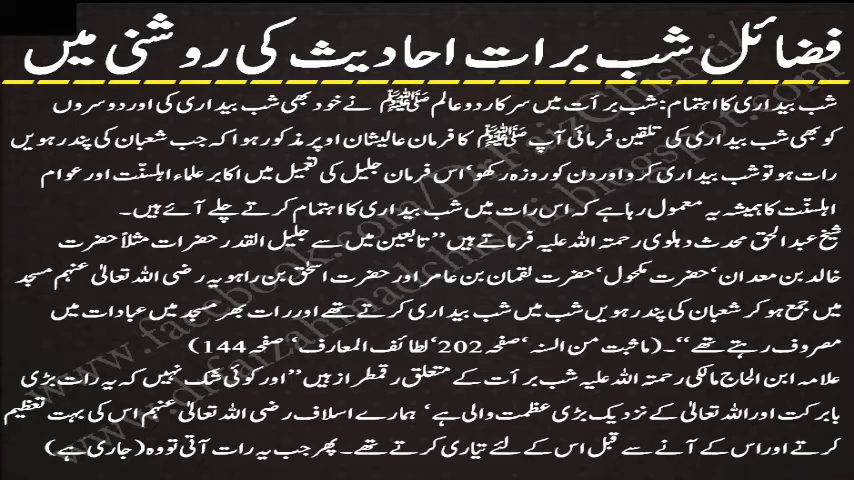 فضائل شب برات احادیث کی روشنی میں
شب بیداری کا اہتمام: شب برأت میں سرکار دو عالم ﷺ نے خود بھی شب بیداری کی اور دوسروں
کو بھی شب بیداری کی تلقین فرمائی آپ ﷺ کا فرمان عالیشان اوپر مذکور ہوا کہ جب شعبان کی پندرہویں
رات ہو تو شب بیداری کرو اور دن کو روزہ رکھو‘ اس فرمان جلیل کی تعمیل میں اکابر علماء اہلسنّت اور عوام
اہلسنّت کا ہمیشہ یہ معمول رہا ہے کہ اس رات میں شب بیداری کا اہتمام کرتے چلے آئے ہیں۔
شیخ عبدالحق محدث دہلوی رحمتہ اللہ علیہ فرماتے ہیں ’’تابعین میں سے جلیل القدر حضرات مثلاً حضرت
خالد بن معدان‘ حضرت مکحول‘ حضرت لقمان بن عامر اور حضرت اسحٰق بن راہویہ رضی اللہ تعالیٰ عنہم مسجد
میں جمع ہو کر شعبان کی پندرہویں شب میں شب بیداری کرتے تھے اور رات بھر مسجد میں عبادات میں
مصروف رہتے تھے‘‘۔ (ماثبت من السنہ‘ صفحہ 202‘ لطائف المعارف‘ صفحہ 144)
علامہ ابن الحاج مالکی رحمتہ اللہ علیہ شب برأت کے متعلق رقمطراز ہیں ’’اور کوئی شک نہیں کہ یہ رات بڑی
بابرکت اور اللہ تعالیٰ کے نزدیک بڑی عظمت والی ہے‘ ہمارے اسلاف رضی اللہ تعالیٰ عنہم اس کی بہت تعظیم
کرتے اور اس کے آنے سے قبل اس کے لئے تیاری کرتے تھے۔ پھر جب یہ رات آتی تو وہ (جاری ہے)